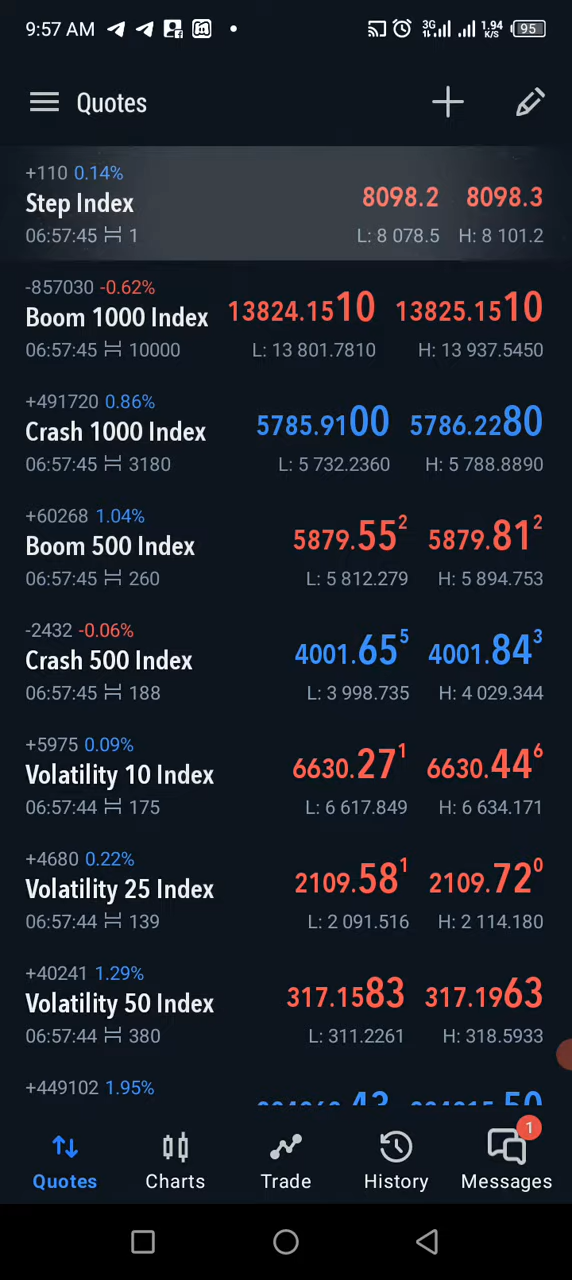 9:57 AM 3G 1.94 K/S 95
Quotes
+110 0.14%
Step Index 8098.2 8098.3
06:57:45 1 L: 8 078.5 H: 8 101.2
-857030 -0.62%
Boom 1000 Index 13824.1510 13825.1510
06:57:45 10000 L: 13 801.7810 H: 13 937.5450
+491720 0.86%
Crash 1000 Index 5785.9100 5786.2280
06:57:45 3180 L: 5 732.2360 H: 5 788.8890
+60268 1.04%
Boom 500 Index 5879.552 5879.812
06:57:45 260 L: 5 812.279 H: 5 894.753
-2432 -0.06%
Crash 500 Index 4001.655 4001.843
06:57:45 188 L: 3 998.735 H: 4 029.344
+5975 0.09%
Volatility 10 Index 6630.271 6630.446
06:57:44 175 L: 6 617.849 H: 6 634.171
+4680 0.22%
Volatility 25 Index 2109.581 2109.720
06:57:44 139 L: 2 091.516 H: 2 114.180
+40241 1.29%
Volatility 50 Index 317.1583 317.1963
06:57:44 380 L: 311.2261 H: 318.5933
+449102 1.95%
1
Quotes Charts Trade History Messages